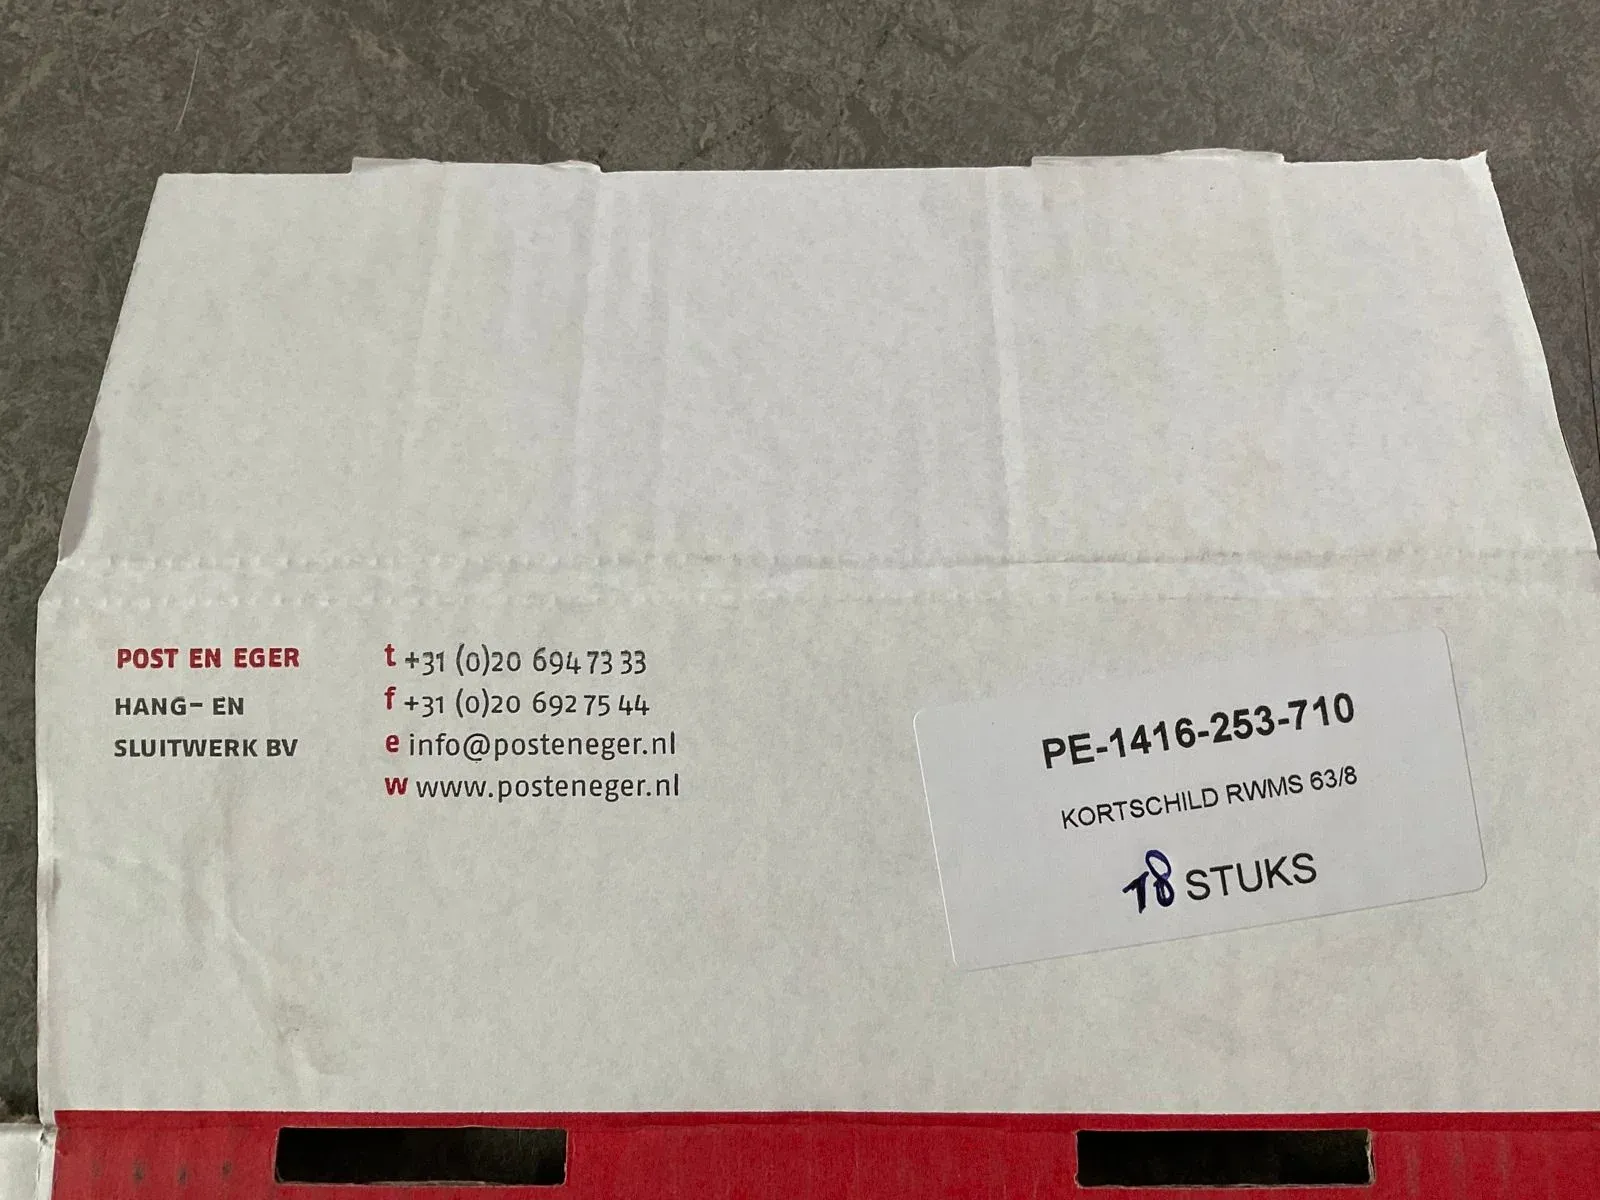 POST EN EGER
HANG- EN
SLUITWERK BV
t +31 (0)20 694 73 33
f +31 (0)20 692 75 44
e info@posteneger.nl
w www.posteneger.nl
PE-1416-253-710
KORTSCHILD RWMS 63/8
18 STUKS